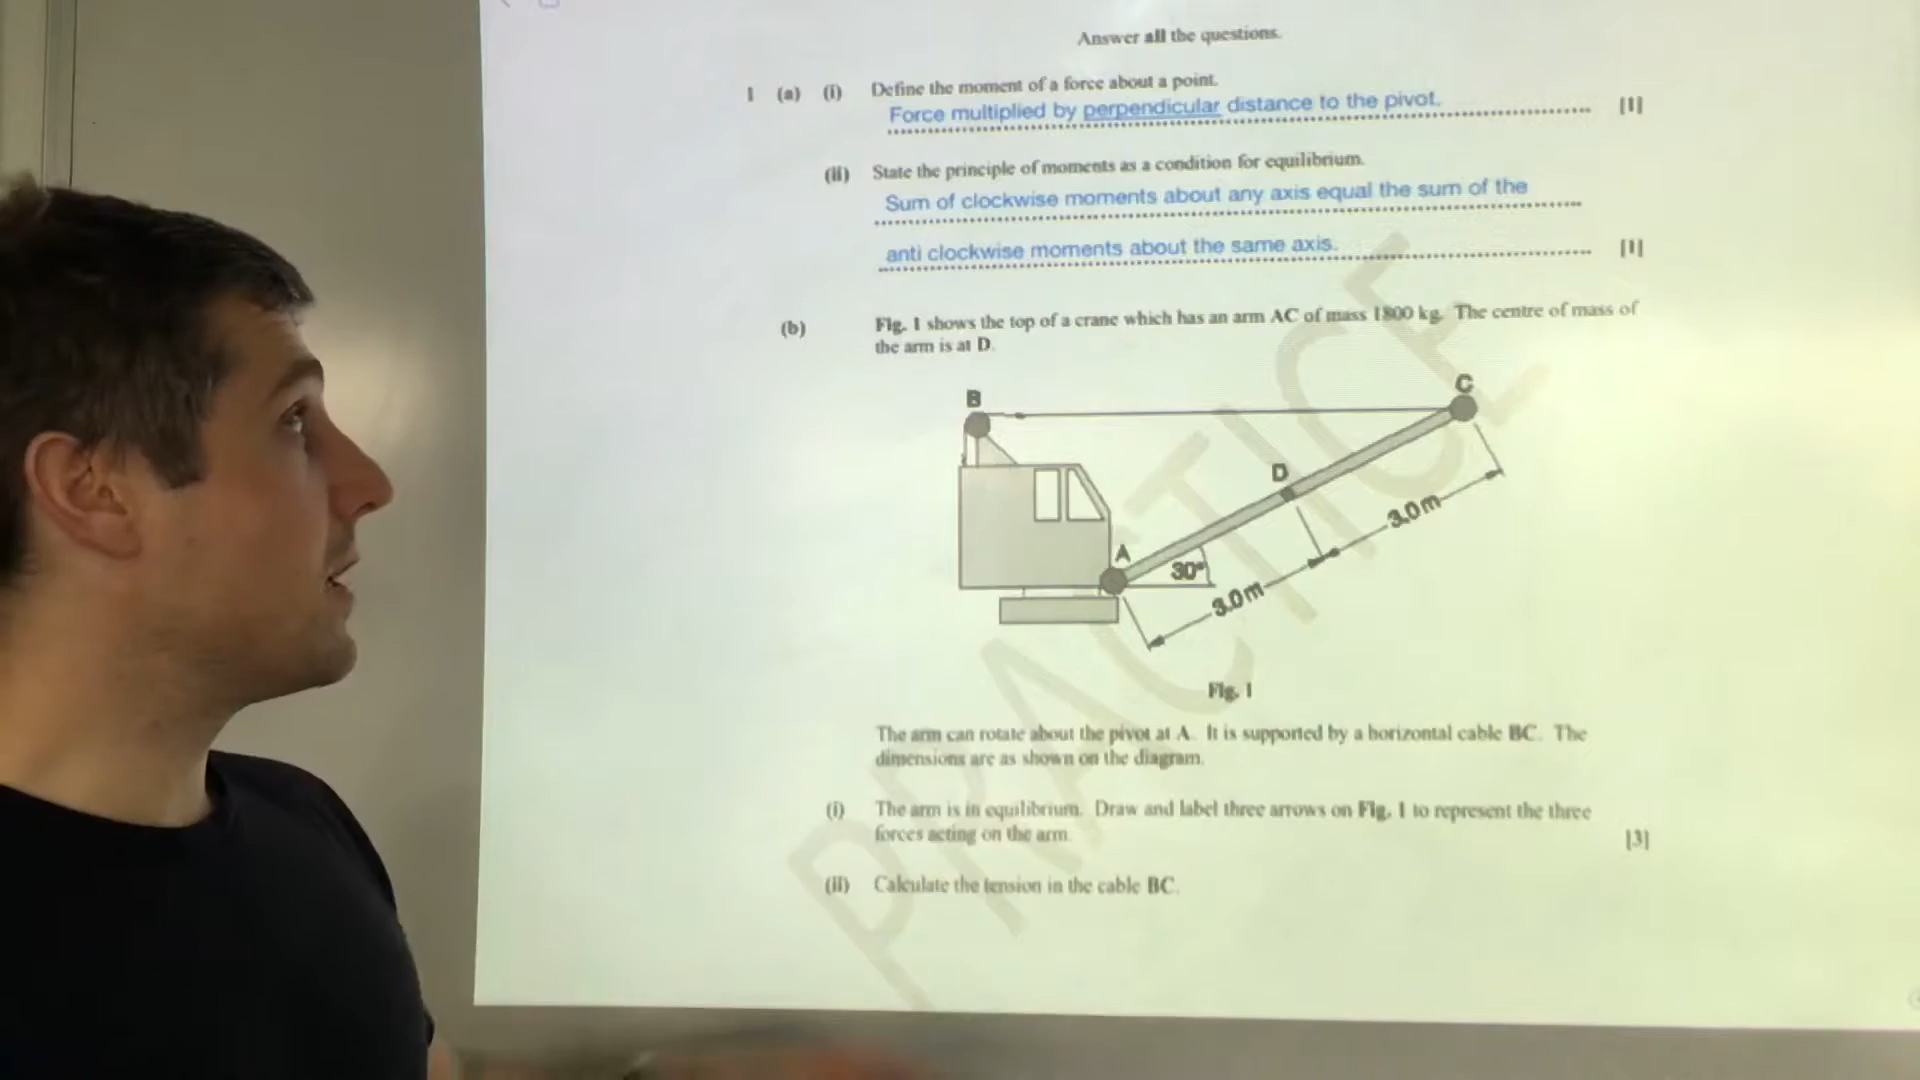 Answer all the questions.
1 (a) (i) Define the moment of a force about a point.
Force multiplied by perpendicular distance to the pivot. [1]
(ii) State the principle of moments as a condition for equilibrium.
Sum of clockwise moments about any axis equal the sum of the
anti clockwise moments about the same axis. [1]
(b) Fig. 1 shows the top of a crane which has an arm AC of mass 1800 kg. The centre of mass of
the arm is at D.
B
C
D
3.0 m
A
30°
3.0 m
Fig. 1
The arm can rotate about the pivot at A. It is supported by a horizontal cable BC. The
dimensions are as shown on the diagram.
(i) The arm is in equilibrium. Draw and label three arrows on Fig. 1 to represent the three
forces acting on the arm. [3]
(ii) Calculate the tension in the cable BC.
PRACTICE